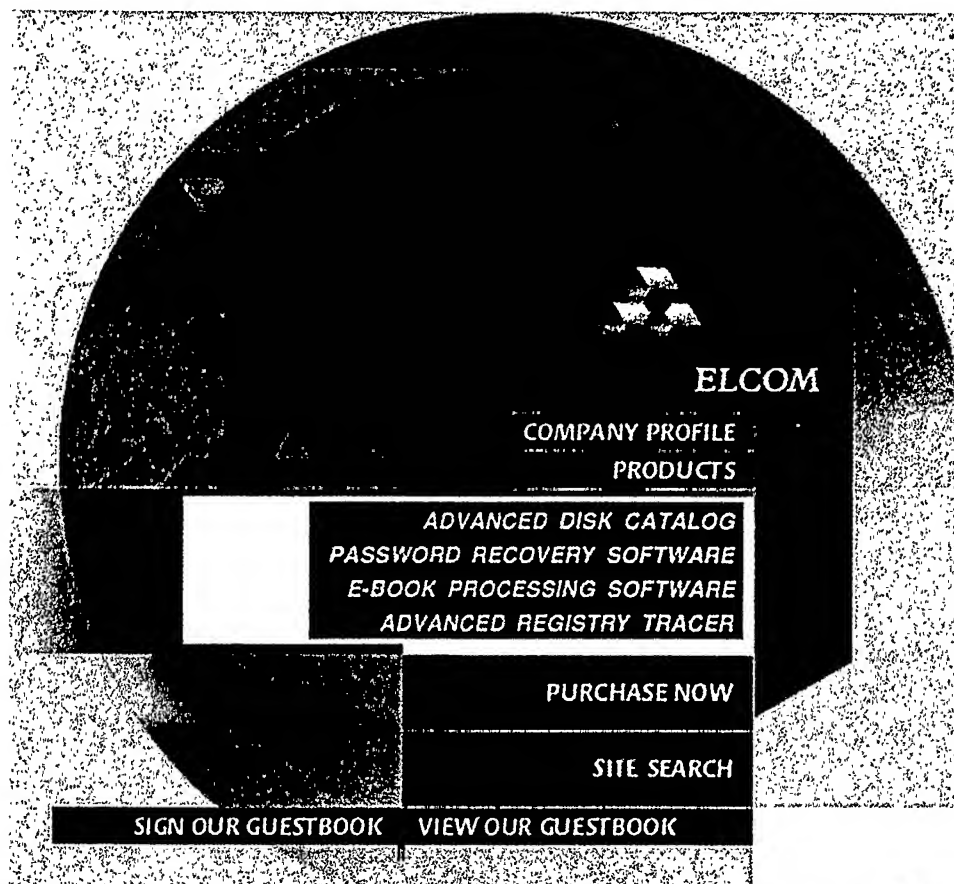 ELCOM
COMPANY PROFILE
PRODUCTS
ADVANCED DISK CATALOG
PASSWORD RECOVERY SOFTWARE
E-BOOK PROCESSING SOFTWARE
ADVANCED REGISTRY TRACER
PURCHASE NOW
SITE SEARCH
SIGN OUR GUESTBOOK VIEW OUR GUESTBOOK